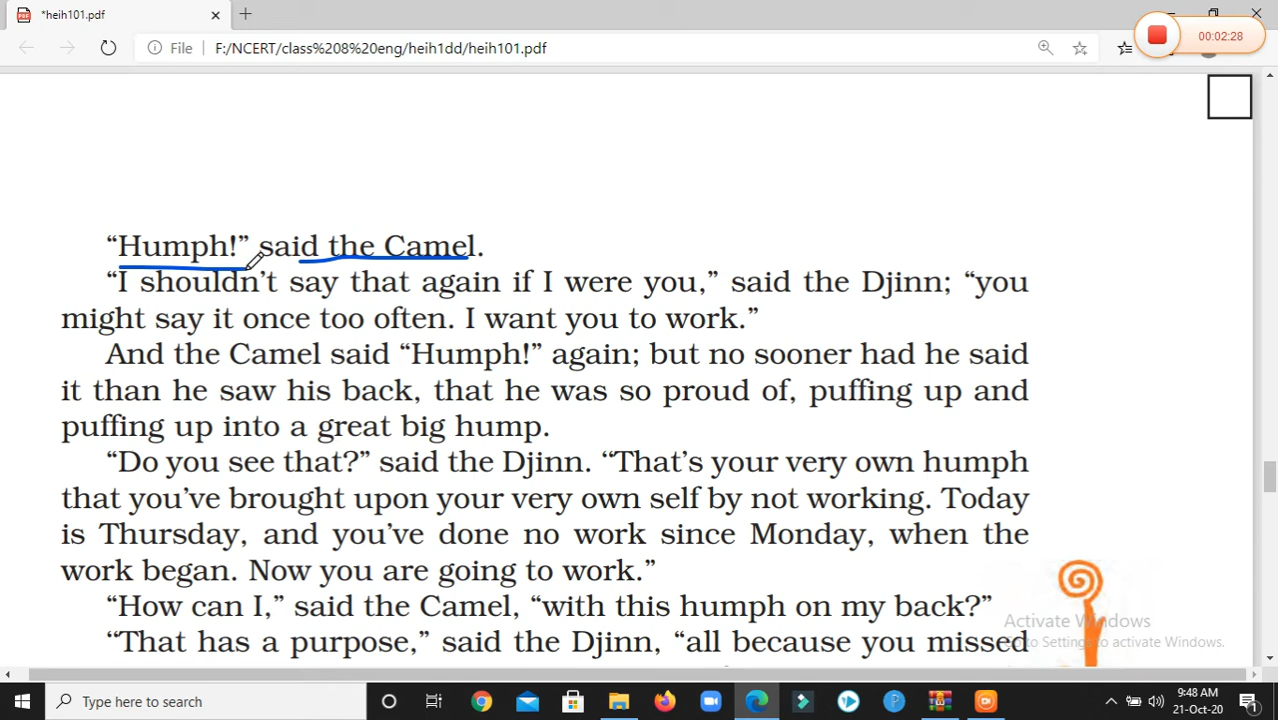 *heih101.pdf
File F:/NCERT/class%208%20eng/heih1dd/heih101.pdf
00:02:28
“Humph!” said the Camel.
“I shouldn’t say that again if I were you,” said the Djinn; “you
might say it once too often. I want you to work.”
And the Camel said “Humph!” again; but no sooner had he said
it than he saw his back, that he was so proud of, puffing up and
puffing up into a great big hump.
“Do you see that?” said the Djinn. “That’s your very own humph
that you’ve brought upon your very own self by not working. Today
is Thursday, and you’ve done no work since Monday, when the
work began. Now you are going to work.”
“How can I,” said the Camel, “with this humph on my back?”
“That has a purpose,” said the Djinn, “all because you missed
Activate Windows
Go to Settings to activate Windows.
Type here to search
9:48 AM
21-Oct-20
1